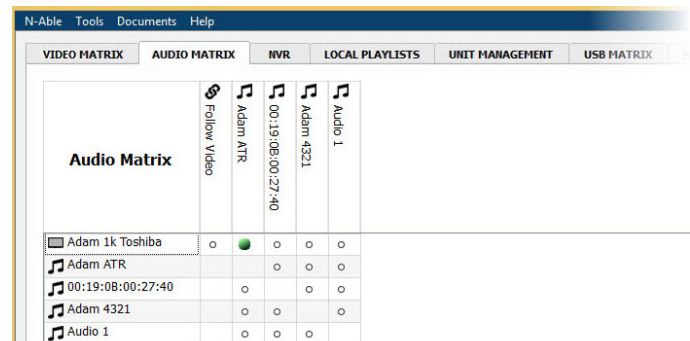 N-Able Tools Documents Help
VIDEO MATRIX AUDIO MATRIX NVR LOCAL PLAYLISTS UNIT MANAGEMENT USB MATRIX
Audio Matrix
Follow Video
Adam ATR
00:19:0B:00:27:40
Adam 4321
Audio 1
Adam 1k Toshiba
Adam ATR
00:19:0B:00:27:40
Adam 4321
Audio 1